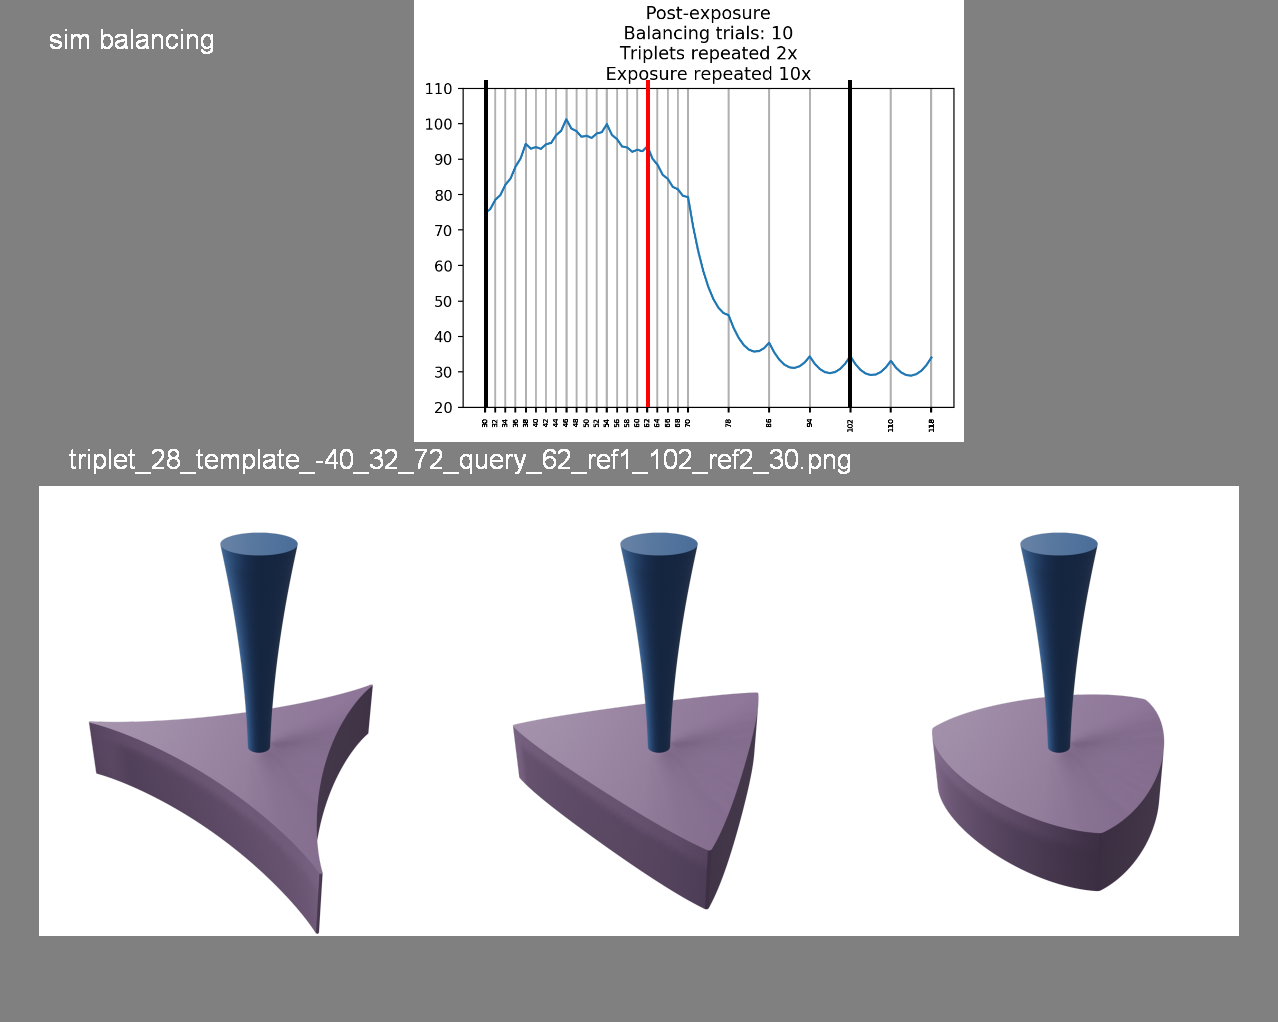 sim balancing
Post-exposure
Balancing trials: 10
Triplets repeated 2x
Exposure repeated 10x
110
100
90
80
70
60
50
40
30
20
30 32 34 36 38 40 42 44 46 48 50 52 54 56 58 60 62 64 66 68 70 78 86 94 102 110 118
triplet_28_template_-40_32_72_query_62_ref1_102_ref2_30.png